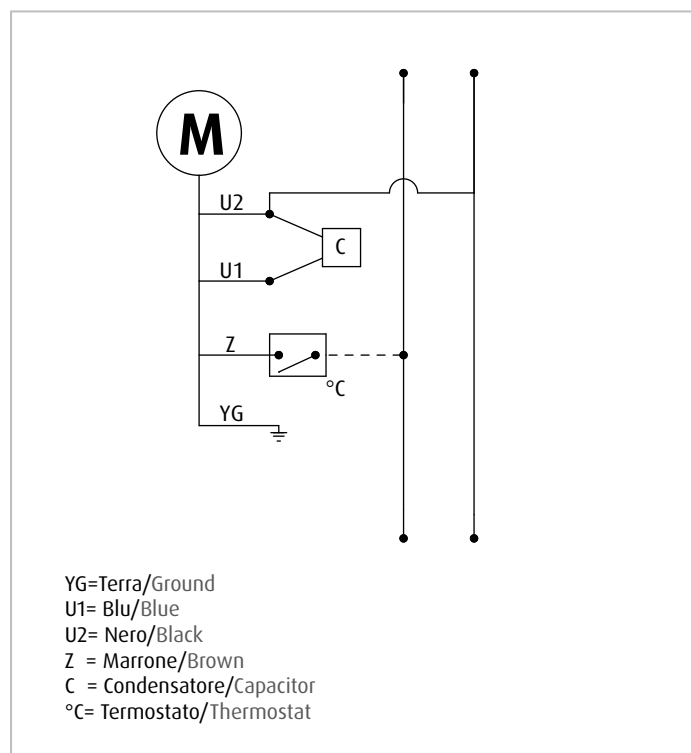 M
U2
C
U1
Z
°C
YG
YG=Terra/Ground
U1= Blu/Blue
U2= Nero/Black
Z = Marrone/Brown
C = Condensatore/Capacitor
°C= Termostato/Thermostat